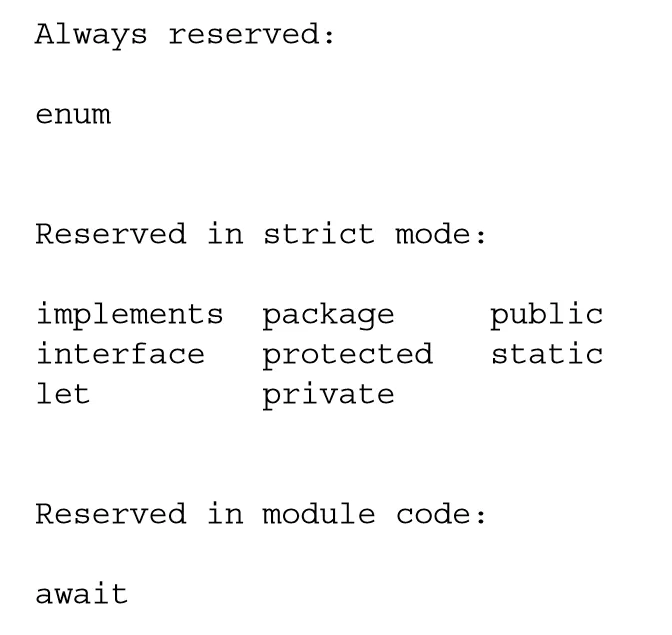 Always reserved:
enum
Reserved in strict mode:
implements  package     public
interface   protected   static
let         private
Reserved in module code:
await